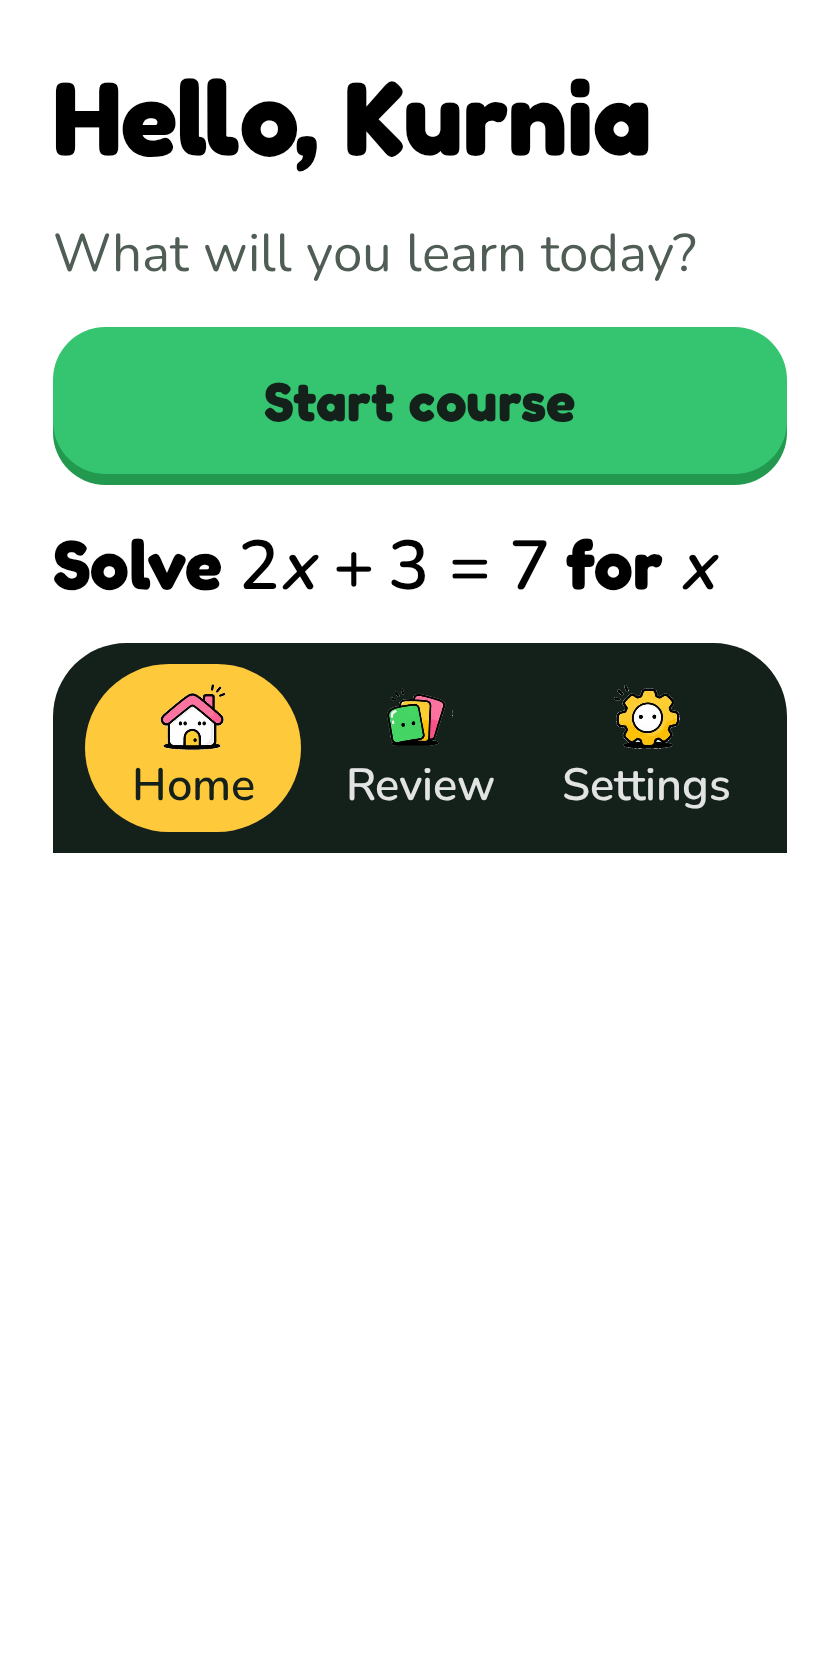 Hello, Kurnia
What will you learn today?
Start course
Solve 2x + 3 = 7 for x
Home
Review
Settings